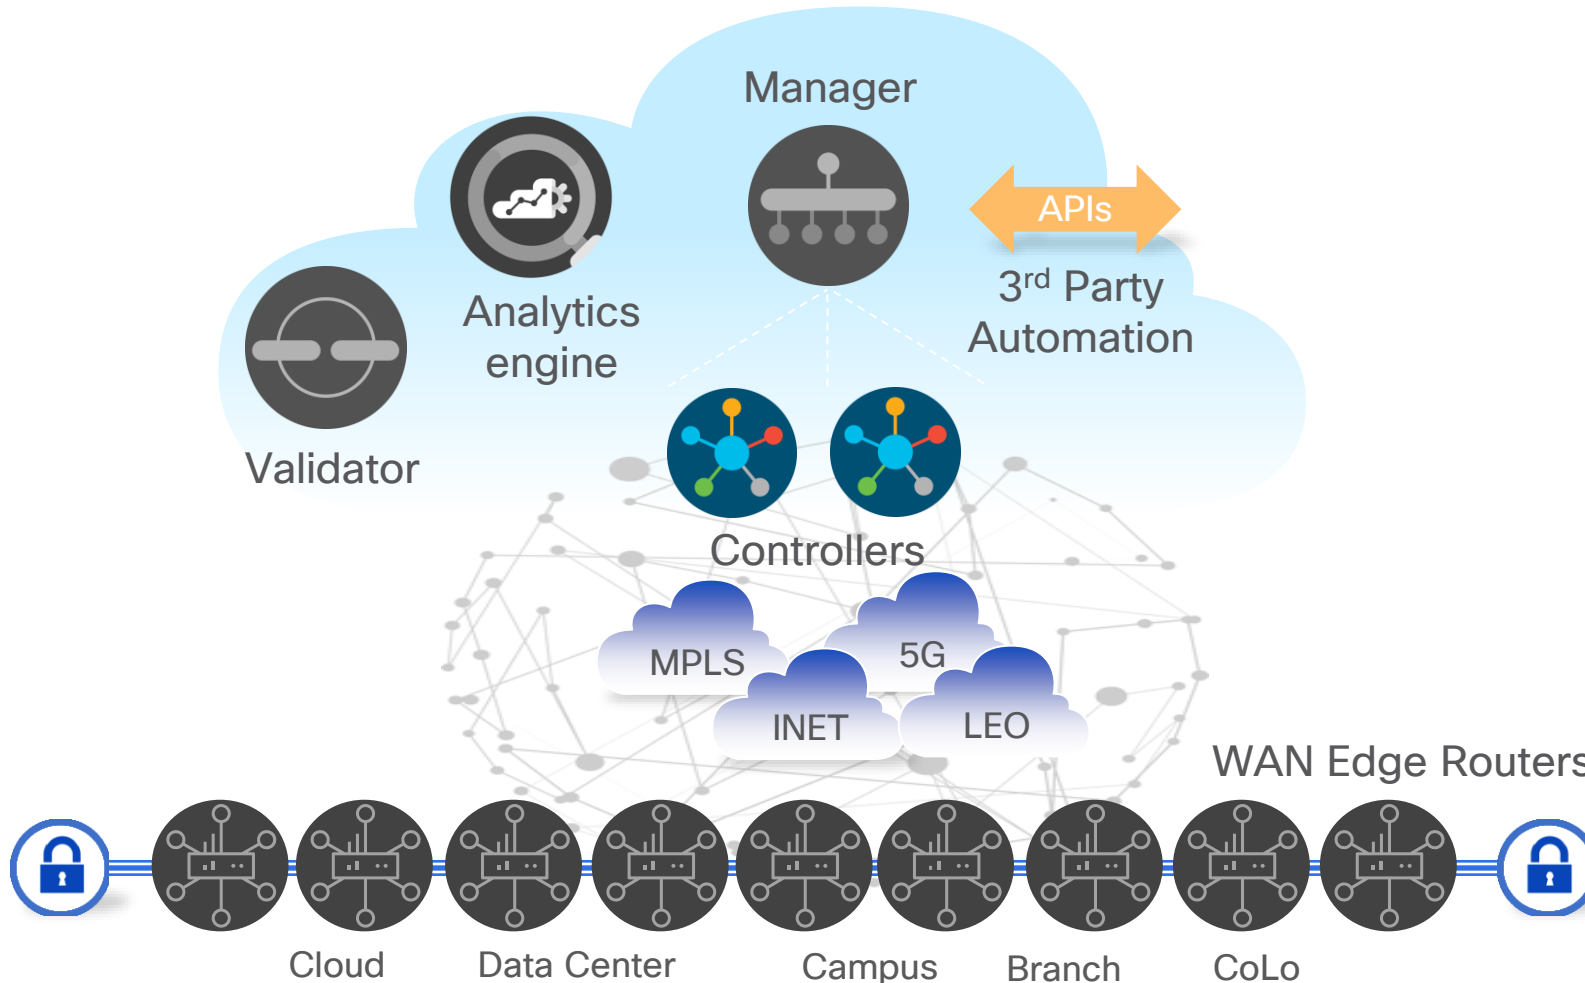 Manager
APIs
3rd Party
Automation
Analytics
engine
Validator
Controllers
MPLS
5G
INET
LEO
WAN Edge Routers
Cloud
Data Center
Campus
Branch
CoLo